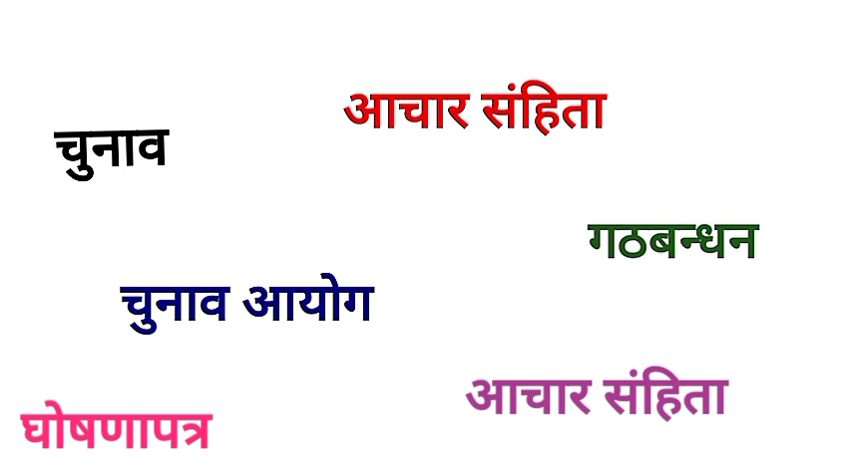 आचार संहिता
चुनाव
गठबन्धन
चुनाव आयोग
आचार संहिता
घोषणापत्र